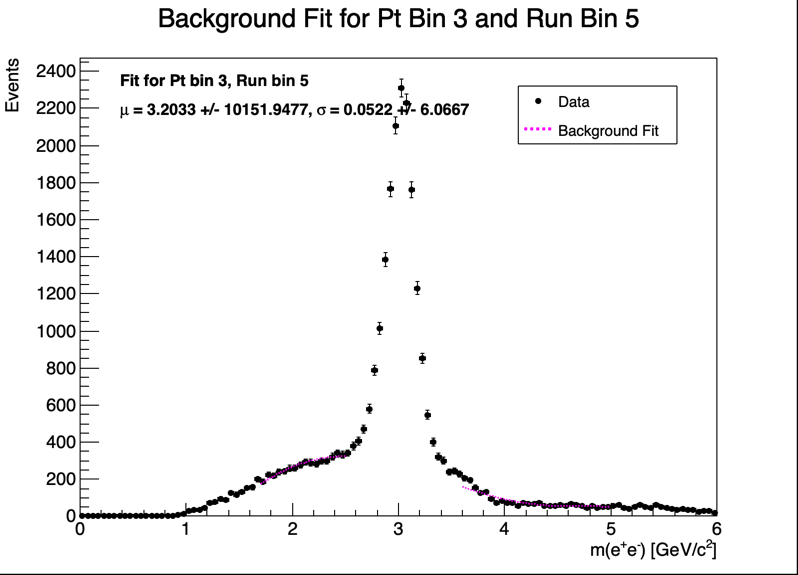 Background Fit for Pt Bin 3 and Run Bin 5
Events
2400
2200
2000
1800
1600
1400
1200
1000
800
600
400
200
0
Fit for Pt bin 3, Run bin 5
μ = 3.2033 +/- 10151.9477, σ = 0.0522 +/- 6.0667
Data
Background Fit
0 1 2 3 4 5 6
m(e⁺e⁻) [GeV/c²]